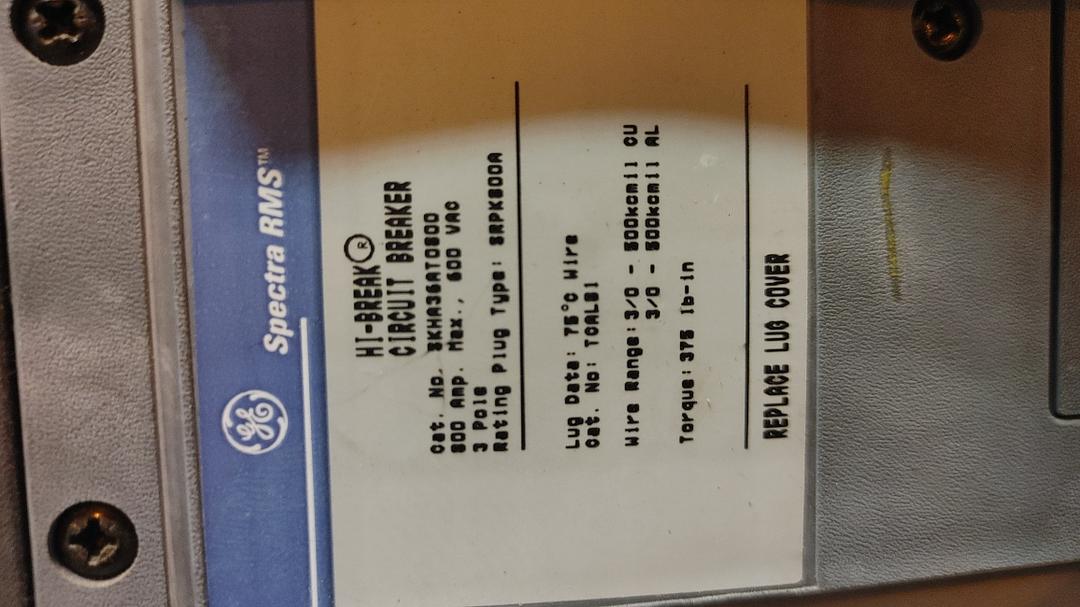 GE Spectra RMS™
HI-BREAK®
CIRCUIT BREAKER
Cat. No. SKHA36AT0800
800 Amp. Max., 600 VAC
3 Pole
Rating Plug Type: SRPK800A
Lug Data: 75°C Wire
Cat. No: TCAL81
Wire Range:3/0 - 500kcmil CU
3/0 - 500kcmil AL
Torque: 375 lb-in
REPLACE LUG COVER